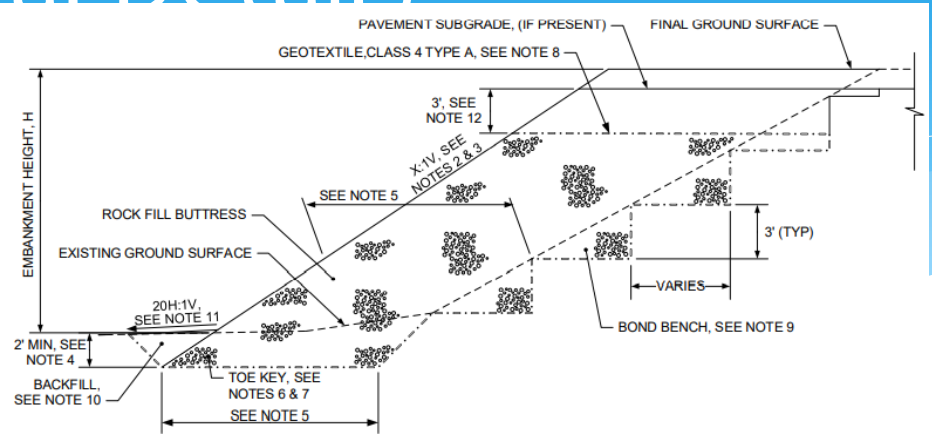 PAVEMENT SUBGRADE, (IF PRESENT)
FINAL GROUND SURFACE
GEOTEXTILE,CLASS 4 TYPE A, SEE NOTE 8
3', SEE
NOTE 12
X:1V, SEE
NOTES 2 & 3
EMBANKMENT HEIGHT, H
SEE NOTE 5
ROCK FILL BUTTRESS
3' (TYP)
EXISTING GROUND SURFACE
VARIES
20H:1V,
SEE NOTE 11
BOND BENCH, SEE NOTE 9
2' MIN, SEE
NOTE 4
BACKFILL,
SEE NOTE 10
TOE KEY, SEE
NOTES 6 & 7
SEE NOTE 5